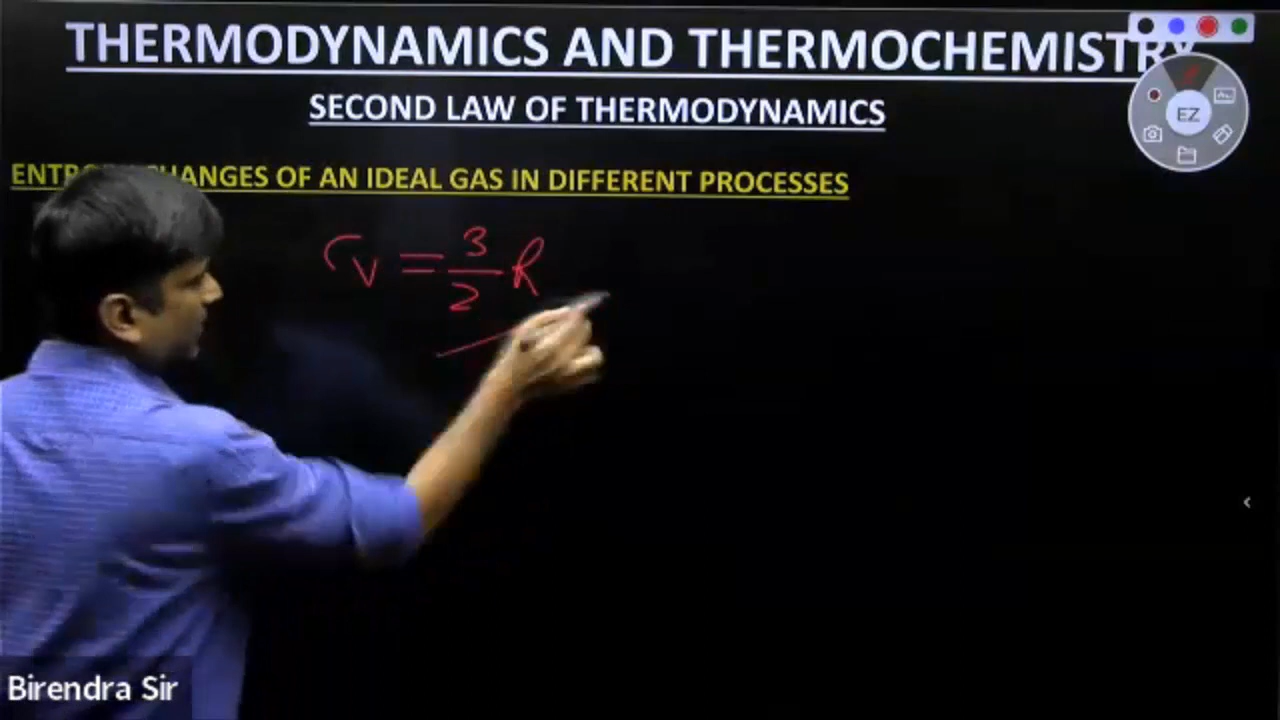 THERMODYNAMICS AND THERMOCHEMISTRY
SECOND LAW OF THERMODYNAMICS
ENTROPY CHANGES OF AN IDEAL GAS IN DIFFERENT PROCESSES
Cv = 3/2 R
EZ
Birendra Sir